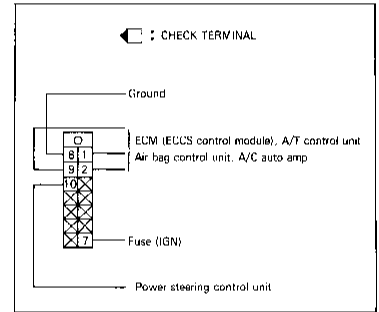 : CHECK TERMINAL
Ground
ECM (ECCS control module), A/T control unit
Air bag control unit, A/C auto amp
8 1
9 2
10
7
Fuse (IGN)
Power steering control unit